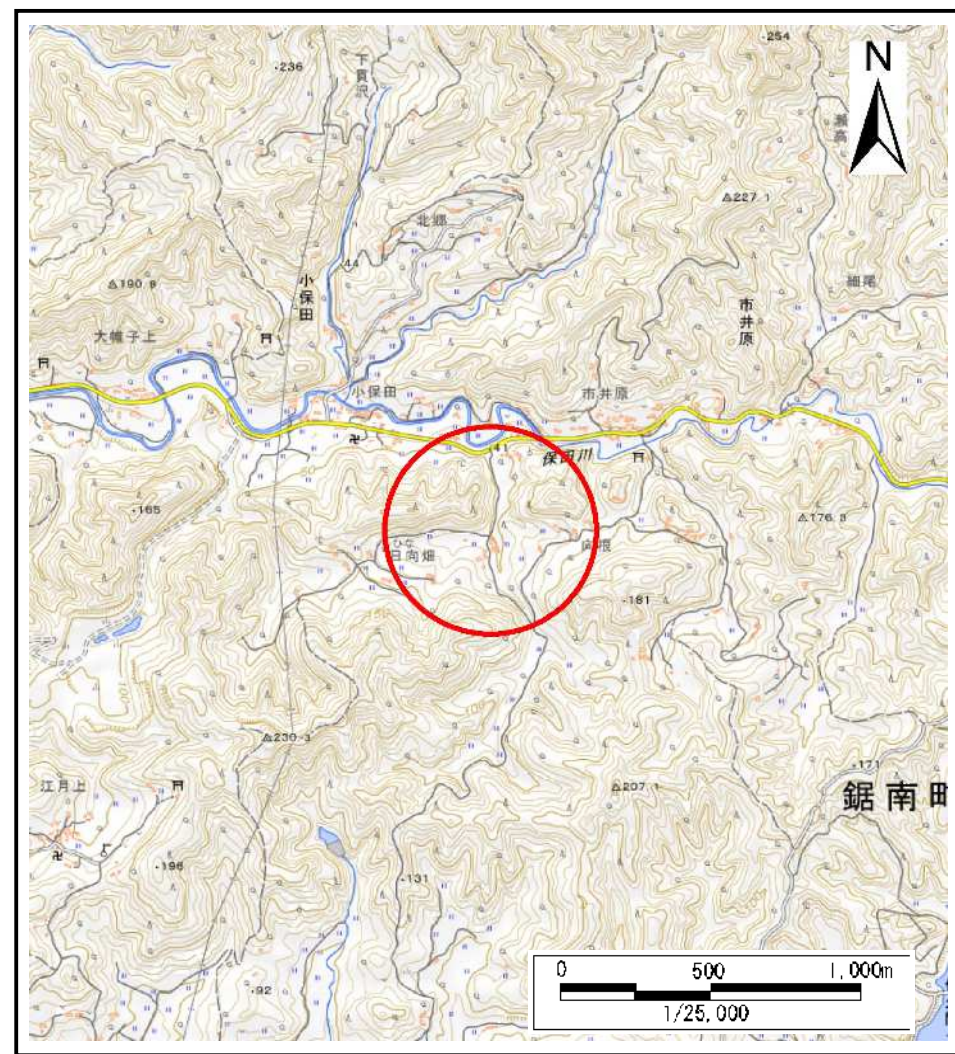 ・254
・236
下貫沢
N
瀬高
△227.1
北郷
44
小保田
△190.9
細尾
市井原
大帷子上
小保田
市井原
41
保田川
・165
△176.3
ひな
日向畑
・181
△230.3
・171
江月上
△207.1
鋸南町
・196
・131
・92
0 500 1,000m
1/25,000